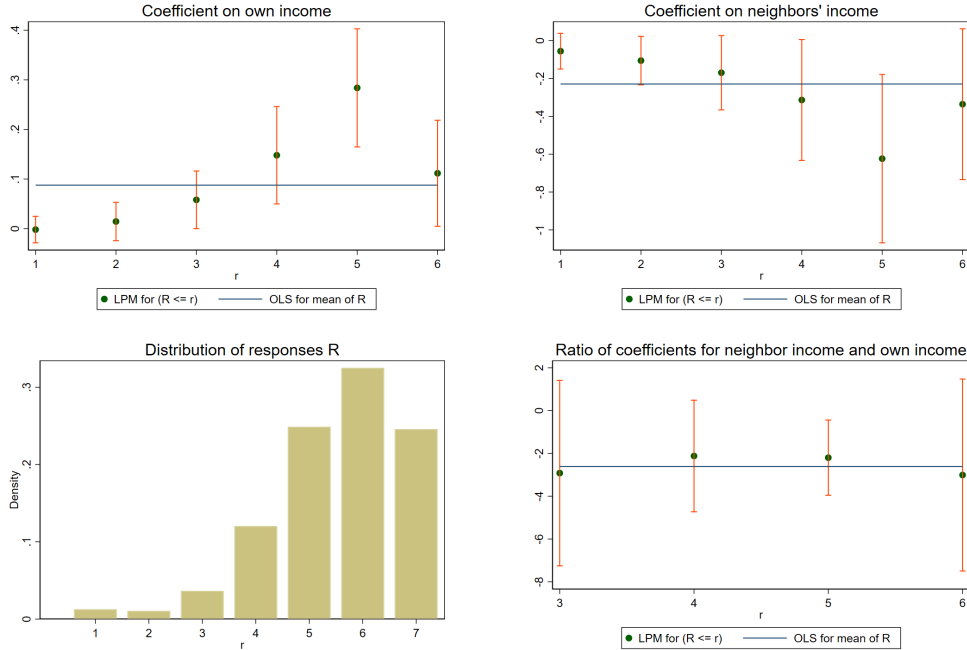 Coefficient on own income
.4
.3
.2
.1
0
1 2 3 4 5 6
r
LPM for (R <= r) OLS for mean of R
Coefficient on neighbors' income
0
-.2
-.4
-.6
-.8
-1
1 2 3 4 5 6
r
LPM for (R <= r) OLS for mean of R
Distribution of responses R
Density
.3
.2
.1
0
1 2 3 4 5 6 7
r
Ratio of coefficients for neighbor income and own income
2
0
-2
-4
-6
-8
3 4 5 6
r
LPM for (R <= r) OLS for mean of R